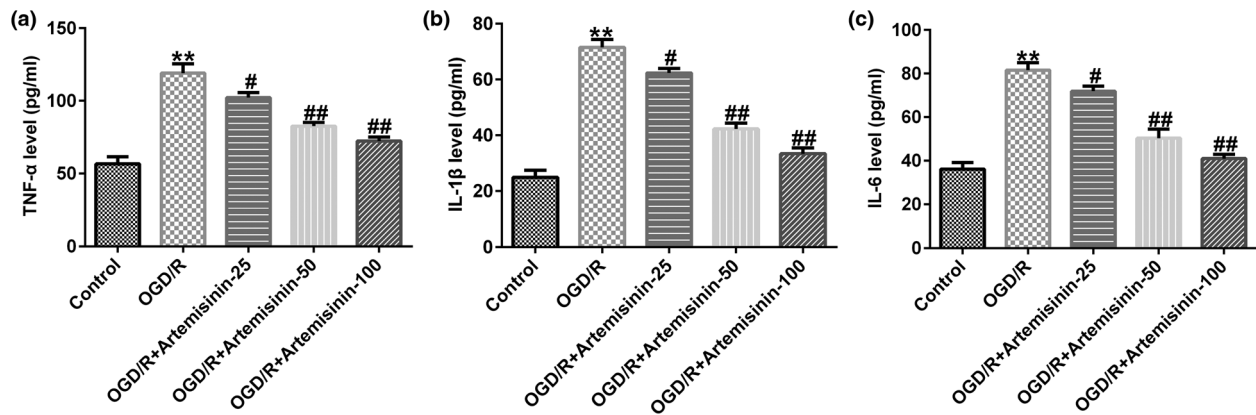 (a)
TNF-α level (pg/ml)
150
100
50
0
**
#
##
##
Control
OGD/R
OGD/R+Artemisinin-25
OGD/R+Artemisinin-50
OGD/R+Artemisinin-100
(b)
IL-1β level (pg/ml)
80
60
40
20
0
**
#
##
##
Control
OGD/R
OGD/R+Artemisinin-25
OGD/R+Artemisinin-50
OGD/R+Artemisinin-100
(c)
IL-6 level (pg/ml)
100
80
60
40
20
0
**
#
##
##
Control
OGD/R
OGD/R+Artemisinin-25
OGD/R+Artemisinin-50
OGD/R+Artemisinin-100